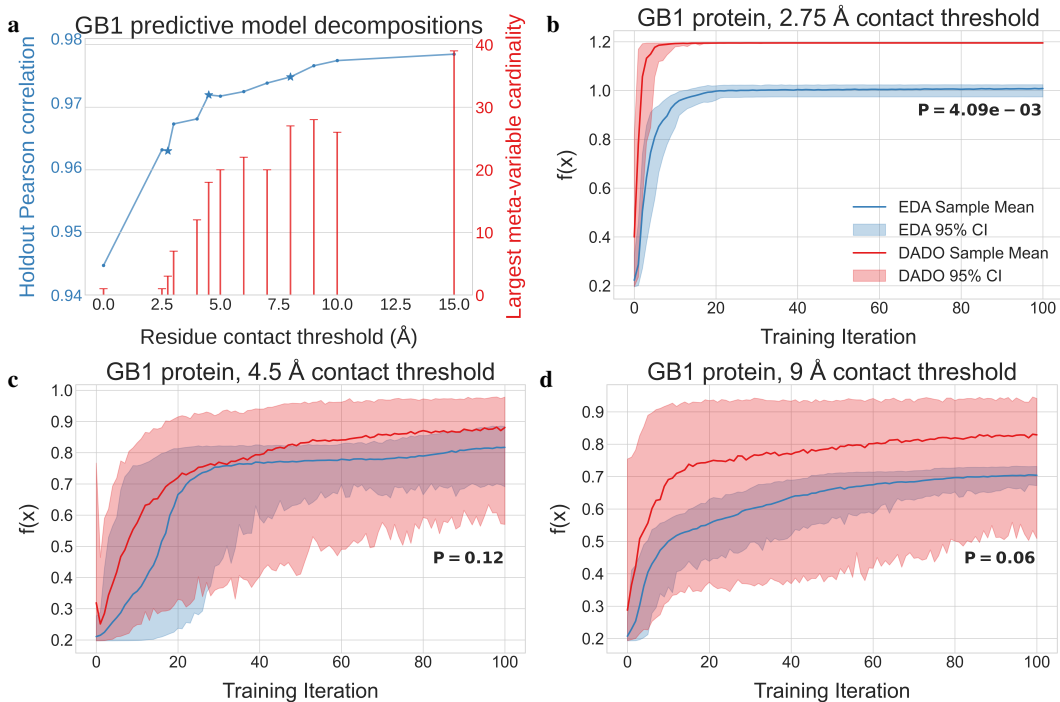 a
GB1 predictive model decompositions
Holdout Pearson correlation
0.98
0.97
0.96
0.95
0.94
40
30
20
10
0
Largest meta-variable cardinality
0.0
2.5
5.0
7.5
8.0
10.0
15.0
Residue contact threshold (Å)
b
GB1 protein, 2.75 Å contact threshold
f(x)
1.2
1.0
0.8
0.6
0.4
0.2
P = 4.09e − 03
EDA Sample Mean
EDA 95% CI
DADO Sample Mean
DADO 95% CI
0 20 40 60 80 100
Training Iteration
c
GB1 protein, 4.5 Å contact threshold
f(x)
1.0
0.9
0.8
0.7
0.6
0.5
0.4
0.3
0.2
P = 0.12
0 20 40 60 80 100
Training Iteration
d
GB1 protein, 9 Å contact threshold
f(x)
0.9
0.8
0.7
0.6
0.5
0.4
0.3
0.2
P = 0.06
0 20 40 60 80 100
Training Iteration